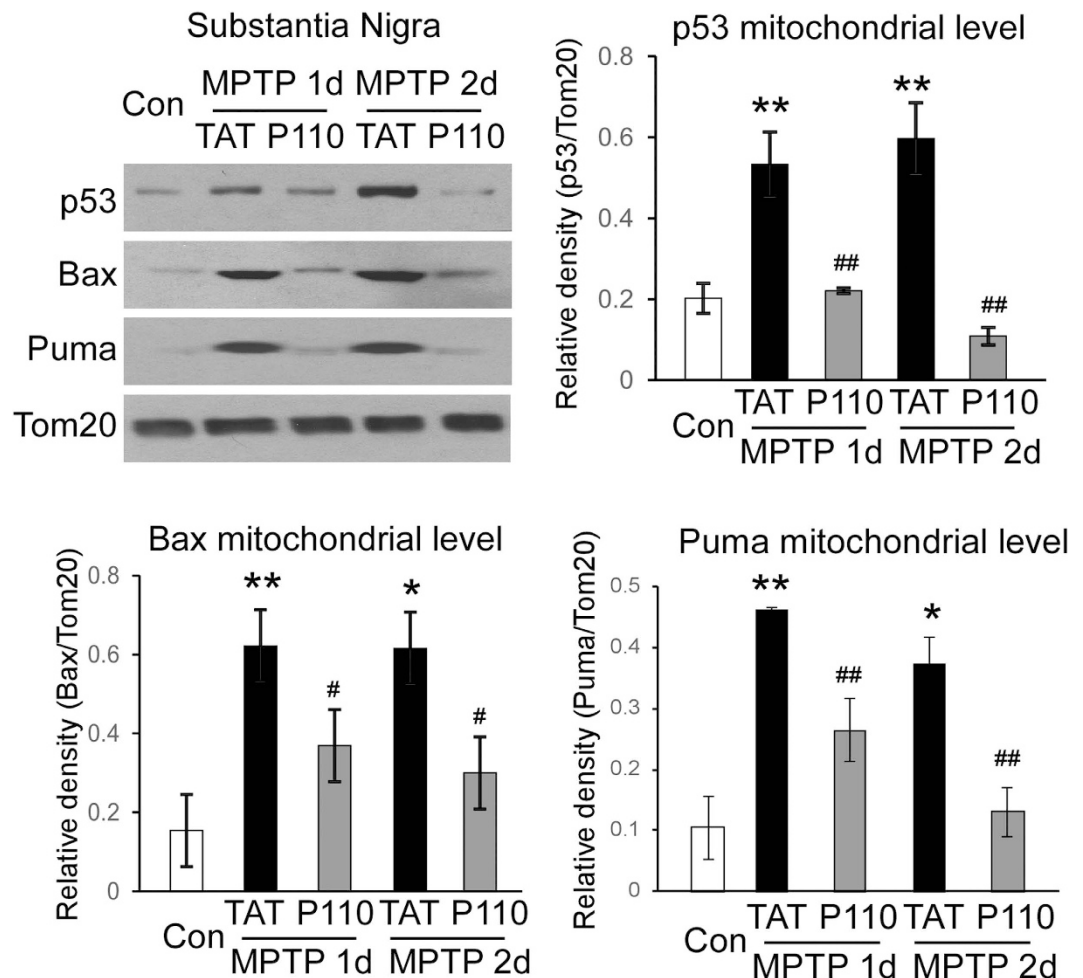 Substantia Nigra
Con MPTP 1d MPTP 2d
TAT P110 TAT P110
p53
Bax
Puma
Tom20
p53 mitochondrial level
Relative density (p53/Tom20)
0.8
0.6
0.4
0.2
0
**
##
**
##
Con TAT P110 TAT P110
MPTP 1d MPTP 2d
Bax mitochondrial level
Relative density (Bax/Tom20)
0.8
0.6
0.4
0.2
0
**
#
*
#
Con TAT P110 TAT P110
MPTP 1d MPTP 2d
Puma mitochondrial level
Relative density (Puma/Tom20)
0.5
0.4
0.3
0.2
0.1
0
**
##
*
##
Con TAT P110 TAT P110
MPTP 1d MPTP 2d